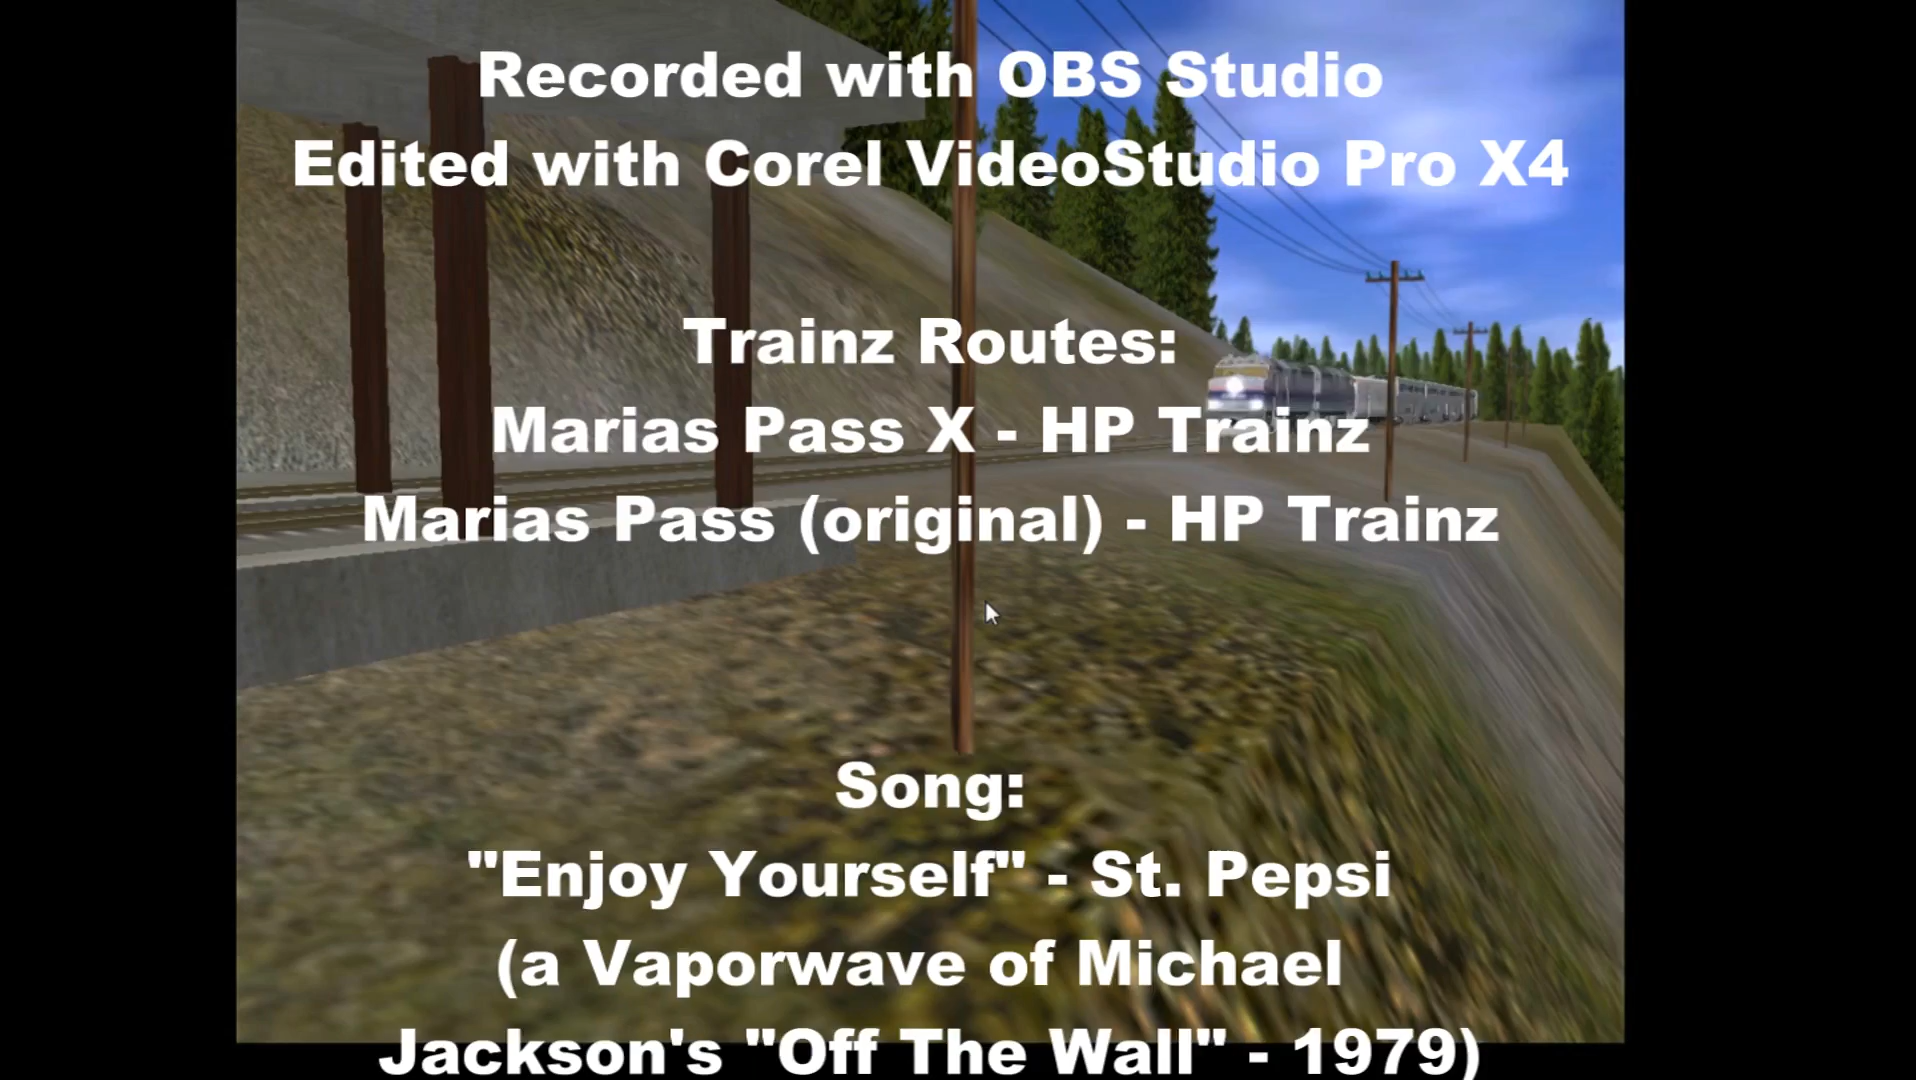 Recorded with OBS Studio
Edited with Corel VideoStudio Pro X4
Trainz Routes:
Marias Pass X - HP Trainz
Marias Pass (original) - HP Trainz
Song:
"Enjoy Yourself" - St. Pepsi
(a Vaporwave of Michael
Jackson's "Off The Wall" - 1979)